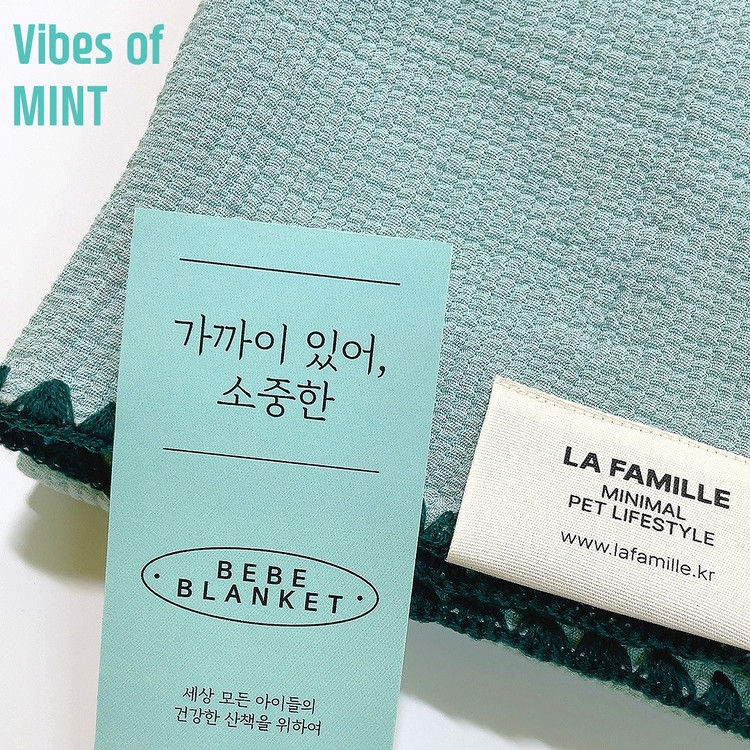 Vibes of
MINT
가까이 있어,
소중한
BEBE
BLANKET
세상 모든 아이들의
건강한 산책을 위하여
LA FAMILLE
MINIMAL
PET LIFESTYLE
www.lafamille.kr